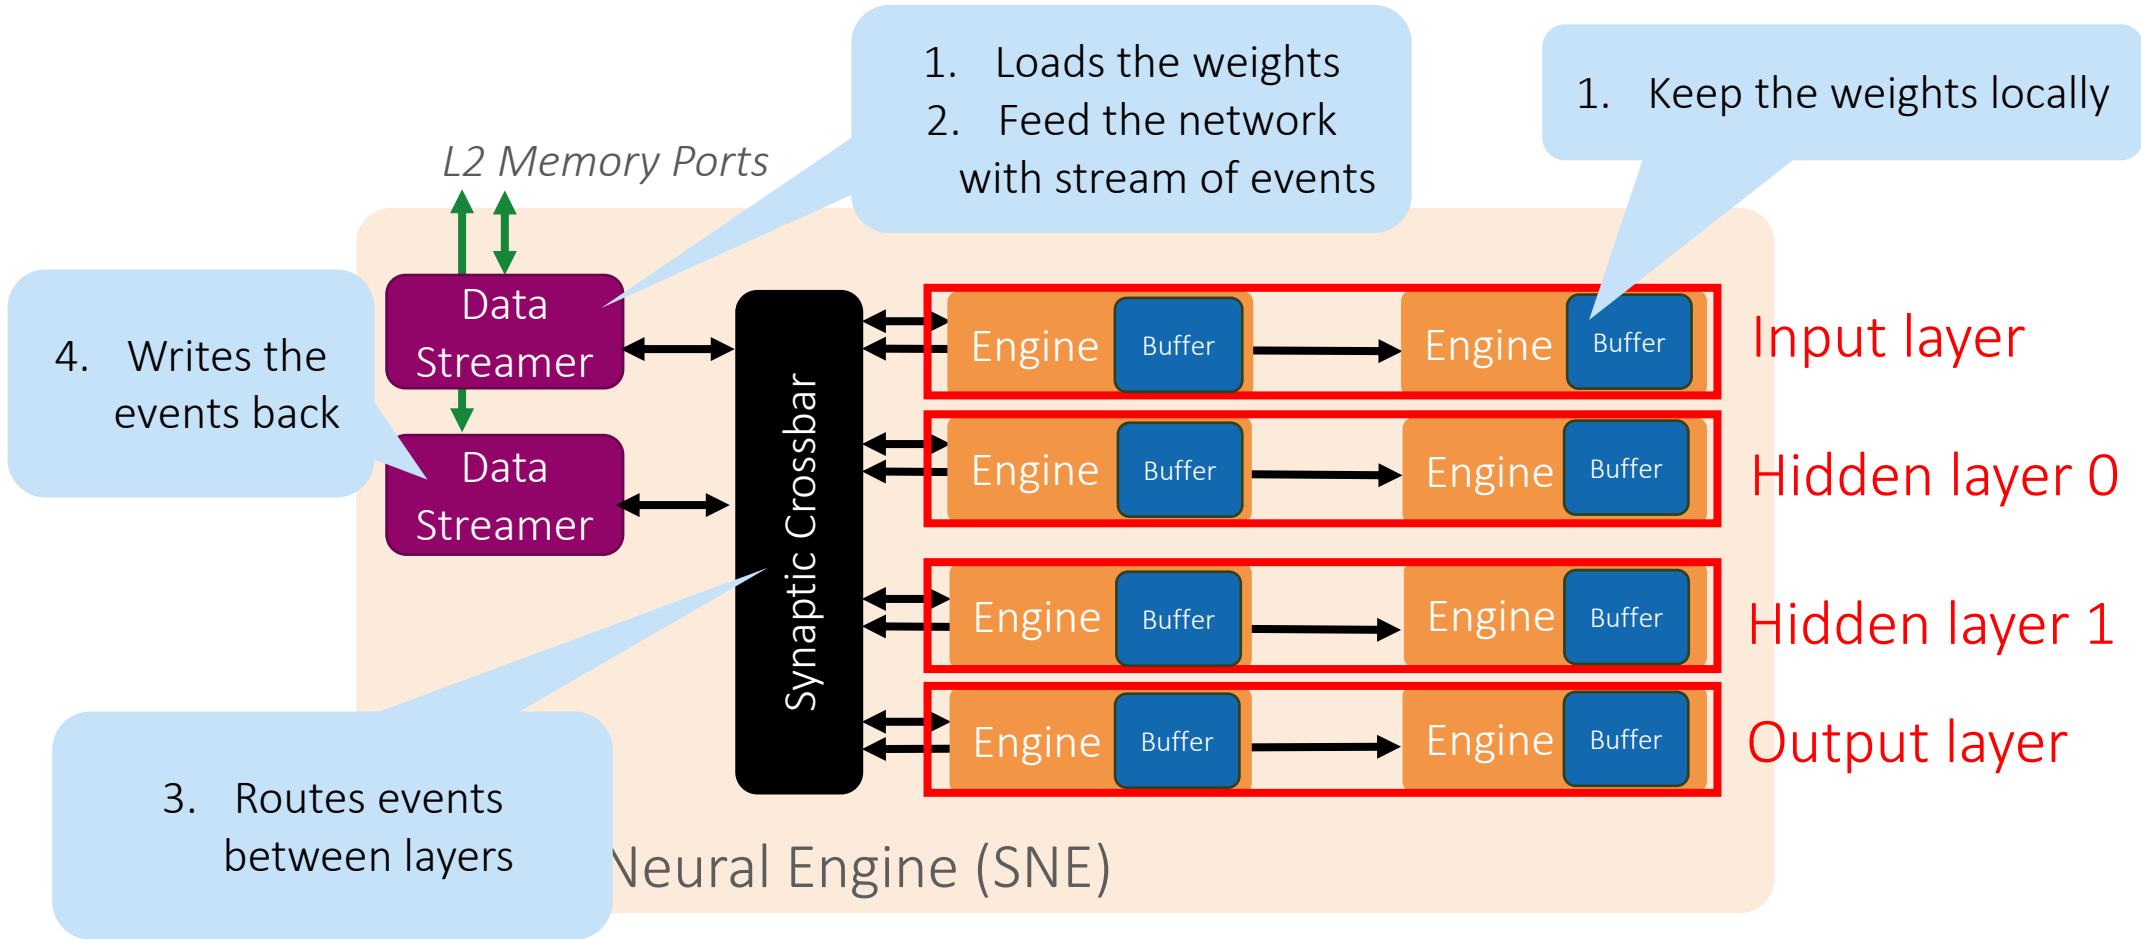 1. Loads the weights
2. Feed the network
with stream of events
1. Keep the weights locally
L2 Memory Ports
4. Writes the
events back
Data
Streamer
Data
Streamer
Synaptic Crossbar
Engine Buffer Engine Buffer Input layer
Engine Buffer Engine Buffer Hidden layer 0
Engine Buffer Engine Buffer Hidden layer 1
Engine Buffer Engine Buffer Output layer
3. Routes events
between layers
Neural Engine (SNE)